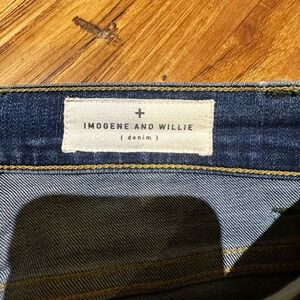 +
IMOGENE AND WILLIE
( denim )